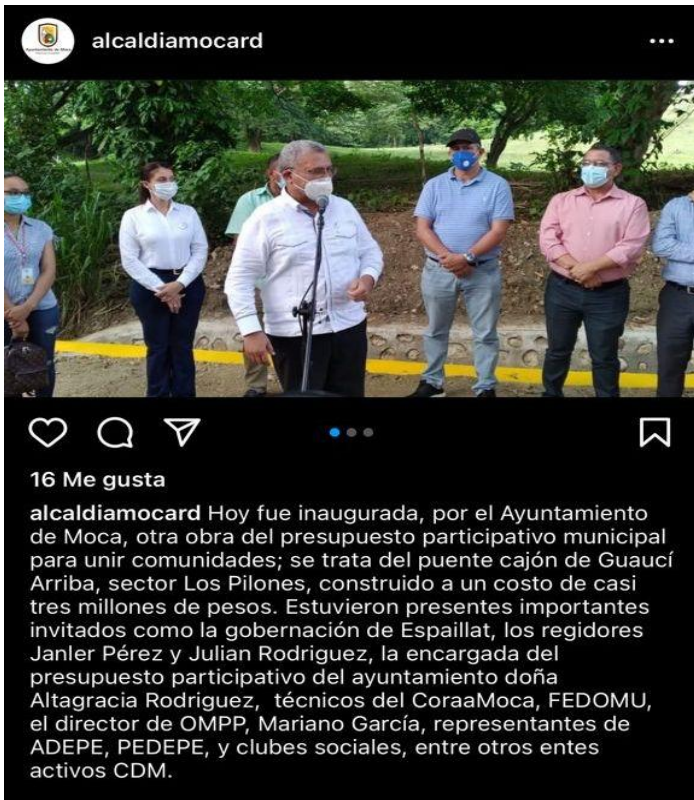 alcaldiamocard
16 Me gusta
alcaldiamocard Hoy fue inaugurada, por el Ayuntamiento
de Moca, otra obra del presupuesto participativo municipal
para unir comunidades; se trata del puente cajón de Guaucí
Arriba, sector Los Pilones, construido a un costo de casi
tres millones de pesos. Estuvieron presentes importantes
invitados como la gobernación de Espaillat, los regidores
Janler Pérez y Julian Rodriguez, la encargada del
presupuesto participativo del ayuntamiento doña
Altagracia Rodriguez, técnicos del CoraaMoca, FEDOMU,
el director de OMPP, Mariano García, representantes de
ADEPE, PEDEPE, y clubes sociales, entre otros entes
activos CDM.